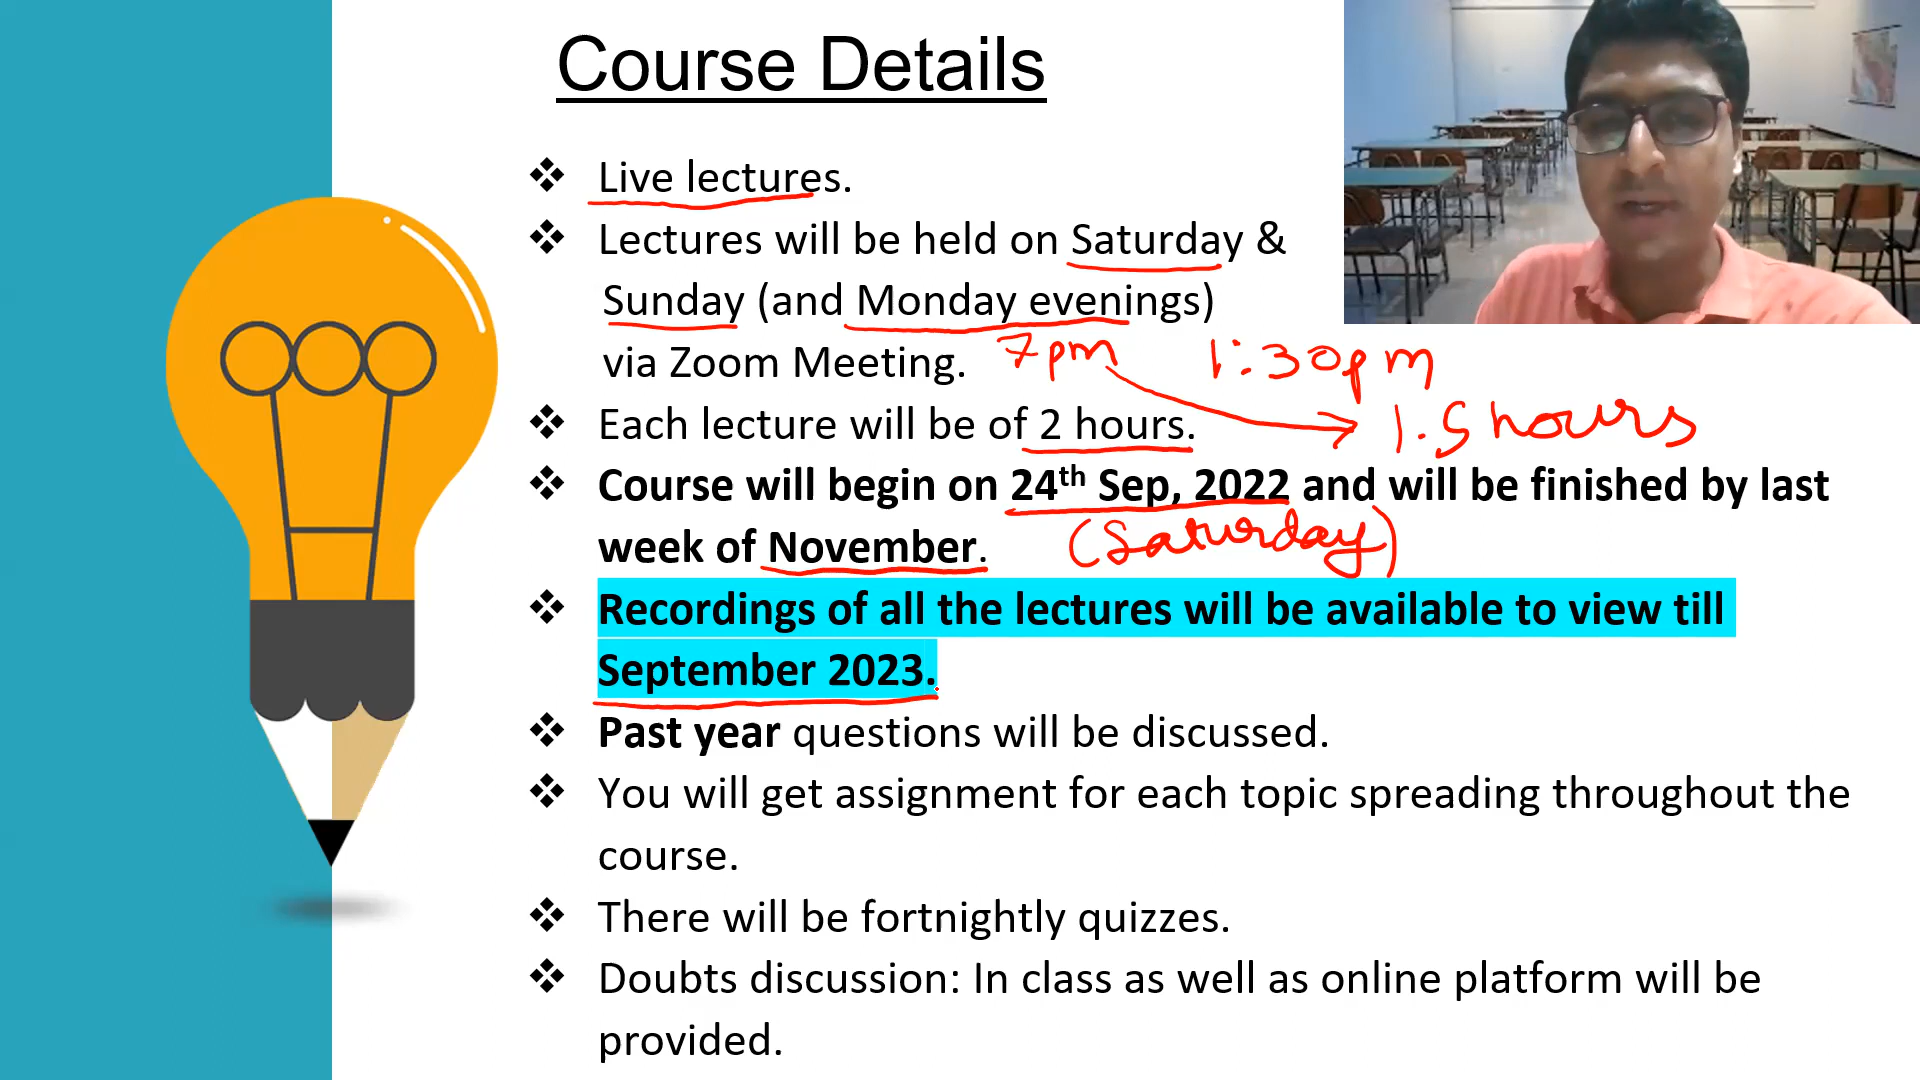 Course Details
❖ Live lectures.
❖ Lectures will be held on Saturday &
Sunday (and Monday evenings)
via Zoom Meeting. 7pm 1:30pm
❖ Each lecture will be of 2 hours. 1.5 hours
❖ Course will begin on 24th Sep, 2022 and will be finished by last
week of November. (Saturday)
❖ Recordings of all the lectures will be available to view till
September 2023.
❖ Past year questions will be discussed.
❖ You will get assignment for each topic spreading throughout the
course.
❖ There will be fortnightly quizzes.
❖ Doubts discussion: In class as well as online platform will be
provided.